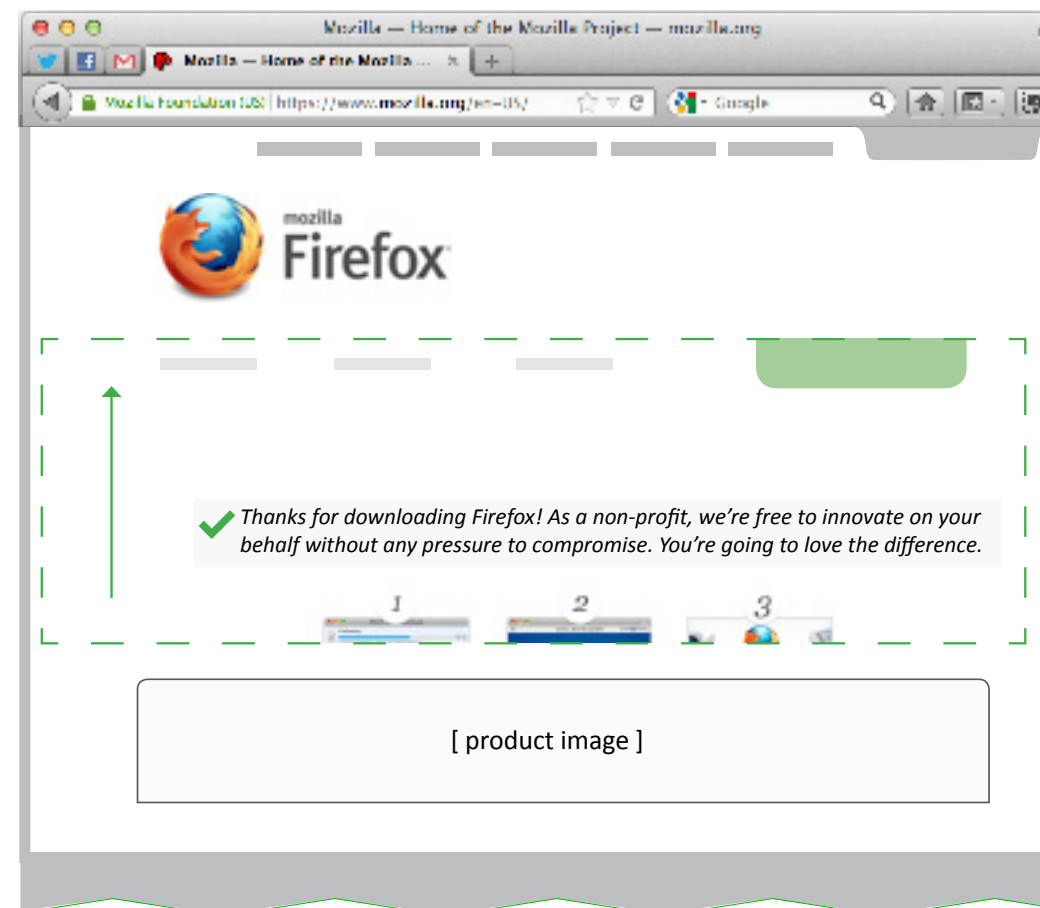 Mozilla — Home of the Mozilla Project — mozilla.org
Mozilla — Home of the Mozilla ...
Mozilla Foundation (US) https://www.mozilla.org/en-US/ Google
mozilla
Firefox
Thanks for downloading Firefox! As a non-profit, we’re free to innovate on your
behalf without any pressure to compromise. You’re going to love the difference.
1 2 3
[ product image ]